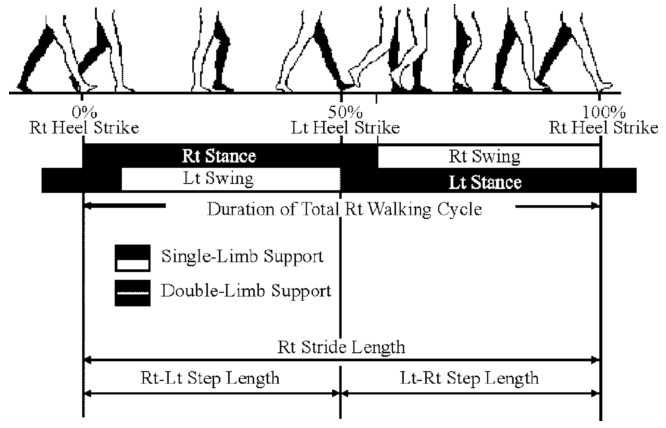 0% 50% 100%
Rt Heel Strike Lt Heel Strike Rt Heel Strike
Rt Stance Rt Swing
Lt Swing Lt Stance
Duration of Total Rt Walking Cycle
Single-Limb Support
Double-Limb Support
Rt Stride Length
Rt-Lt Step Length Lt-Rt Step Length